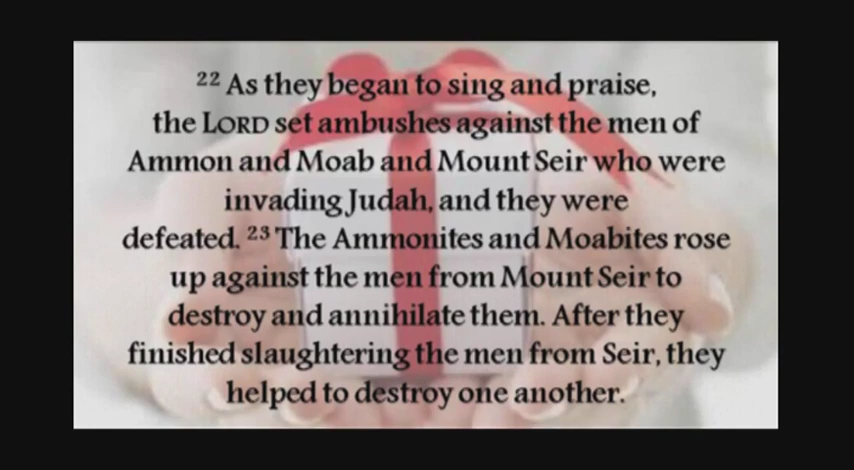 ²² As they began to sing and praise,
the LORD set ambushes against the men of
Ammon and Moab and Mount Seir who were
invading Judah, and they were
defeated. ²³ The Ammonites and Moabites rose
up against the men from Mount Seir to
destroy and annihilate them. After they
finished slaughtering the men from Seir, they
helped to destroy one another.